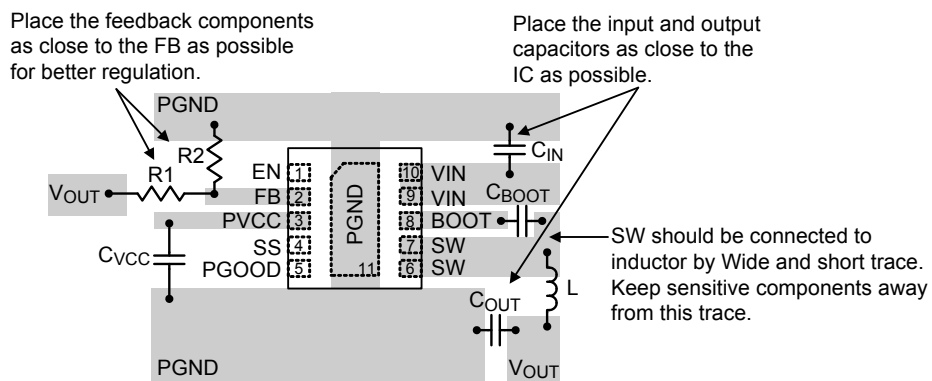 Place the feedback components
as close to the FB as possible
for better regulation.
Place the input and output
capacitors as close to the
IC as possible.
PGND
R2
R1
VOUT
CIN
EN 1
FB 2
PVCC 3
SS 4
PGOOD 5
PGND
11
10 VIN
9 VIN
8 BOOT
7 SW
6 SW
CBOOT
CVCC
SW should be connected to
inductor by Wide and short trace.
Keep sensitive components away
from this trace.
L
COUT
PGND
VOUT